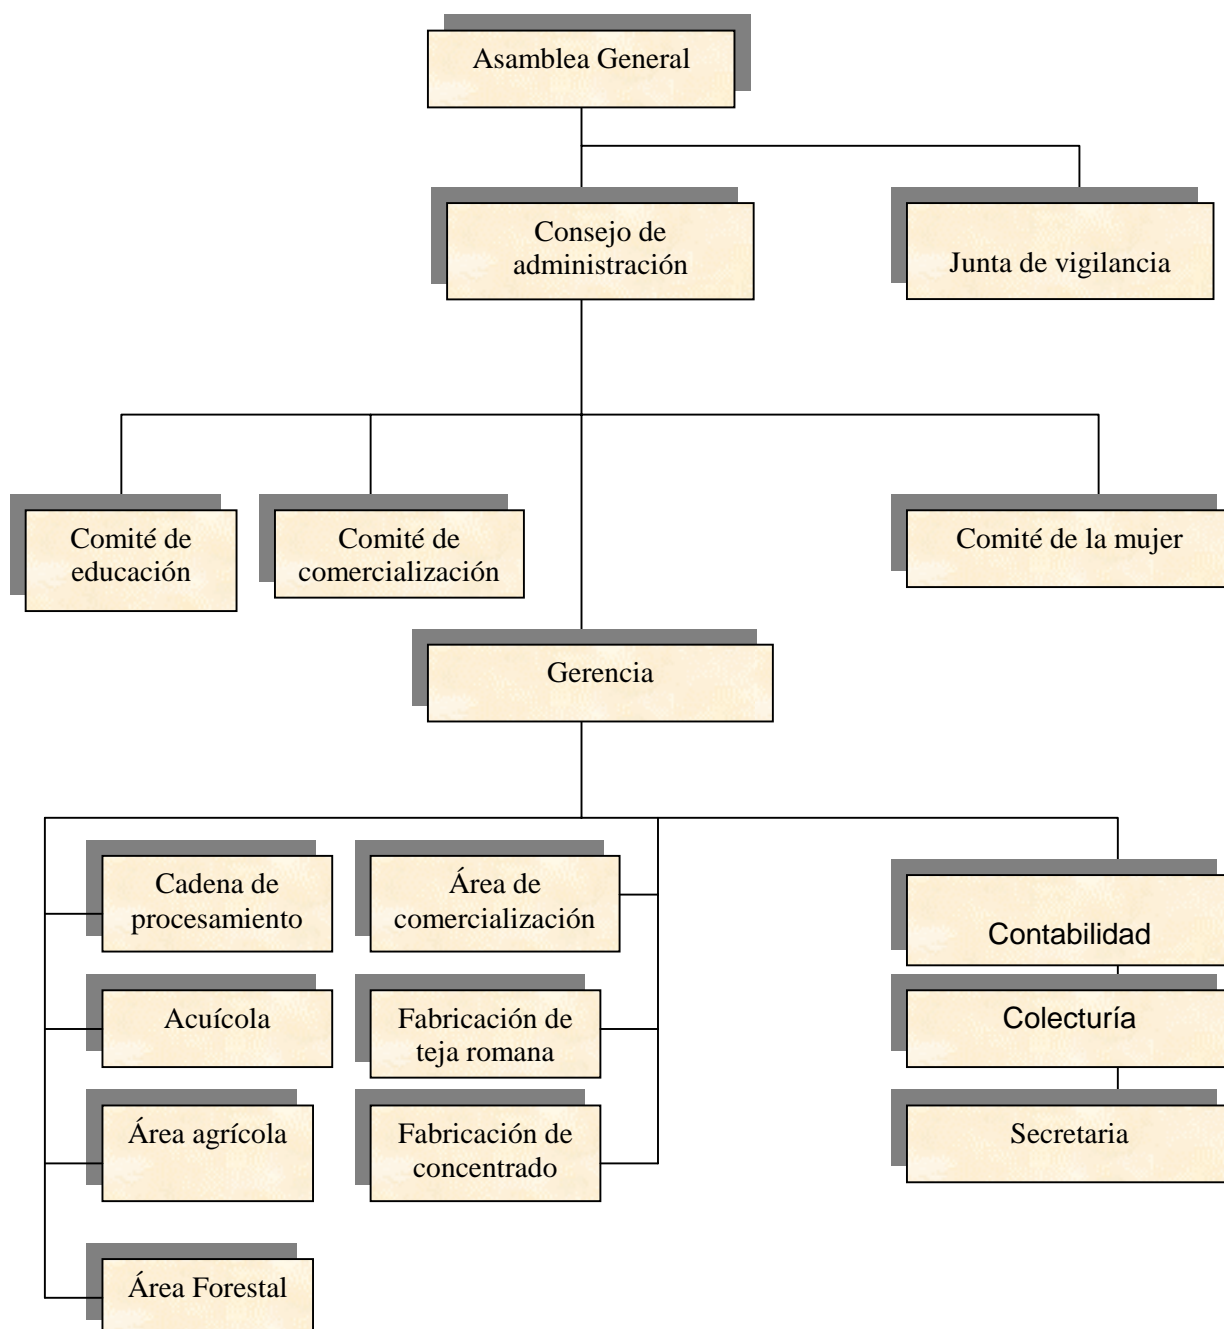 Asamblea General
Consejo de
administración
Junta de vigilancia
Comité de
educación
Comité de
comercialización
Comité de la mujer
Gerencia
Cadena de
procesamiento
Área de
comercialización
Contabilidad
Acuícola
Fabricación de
teja romana
Colecturía
Área agrícola
Fabricación de
concentrado
Secretaria
Área Forestal